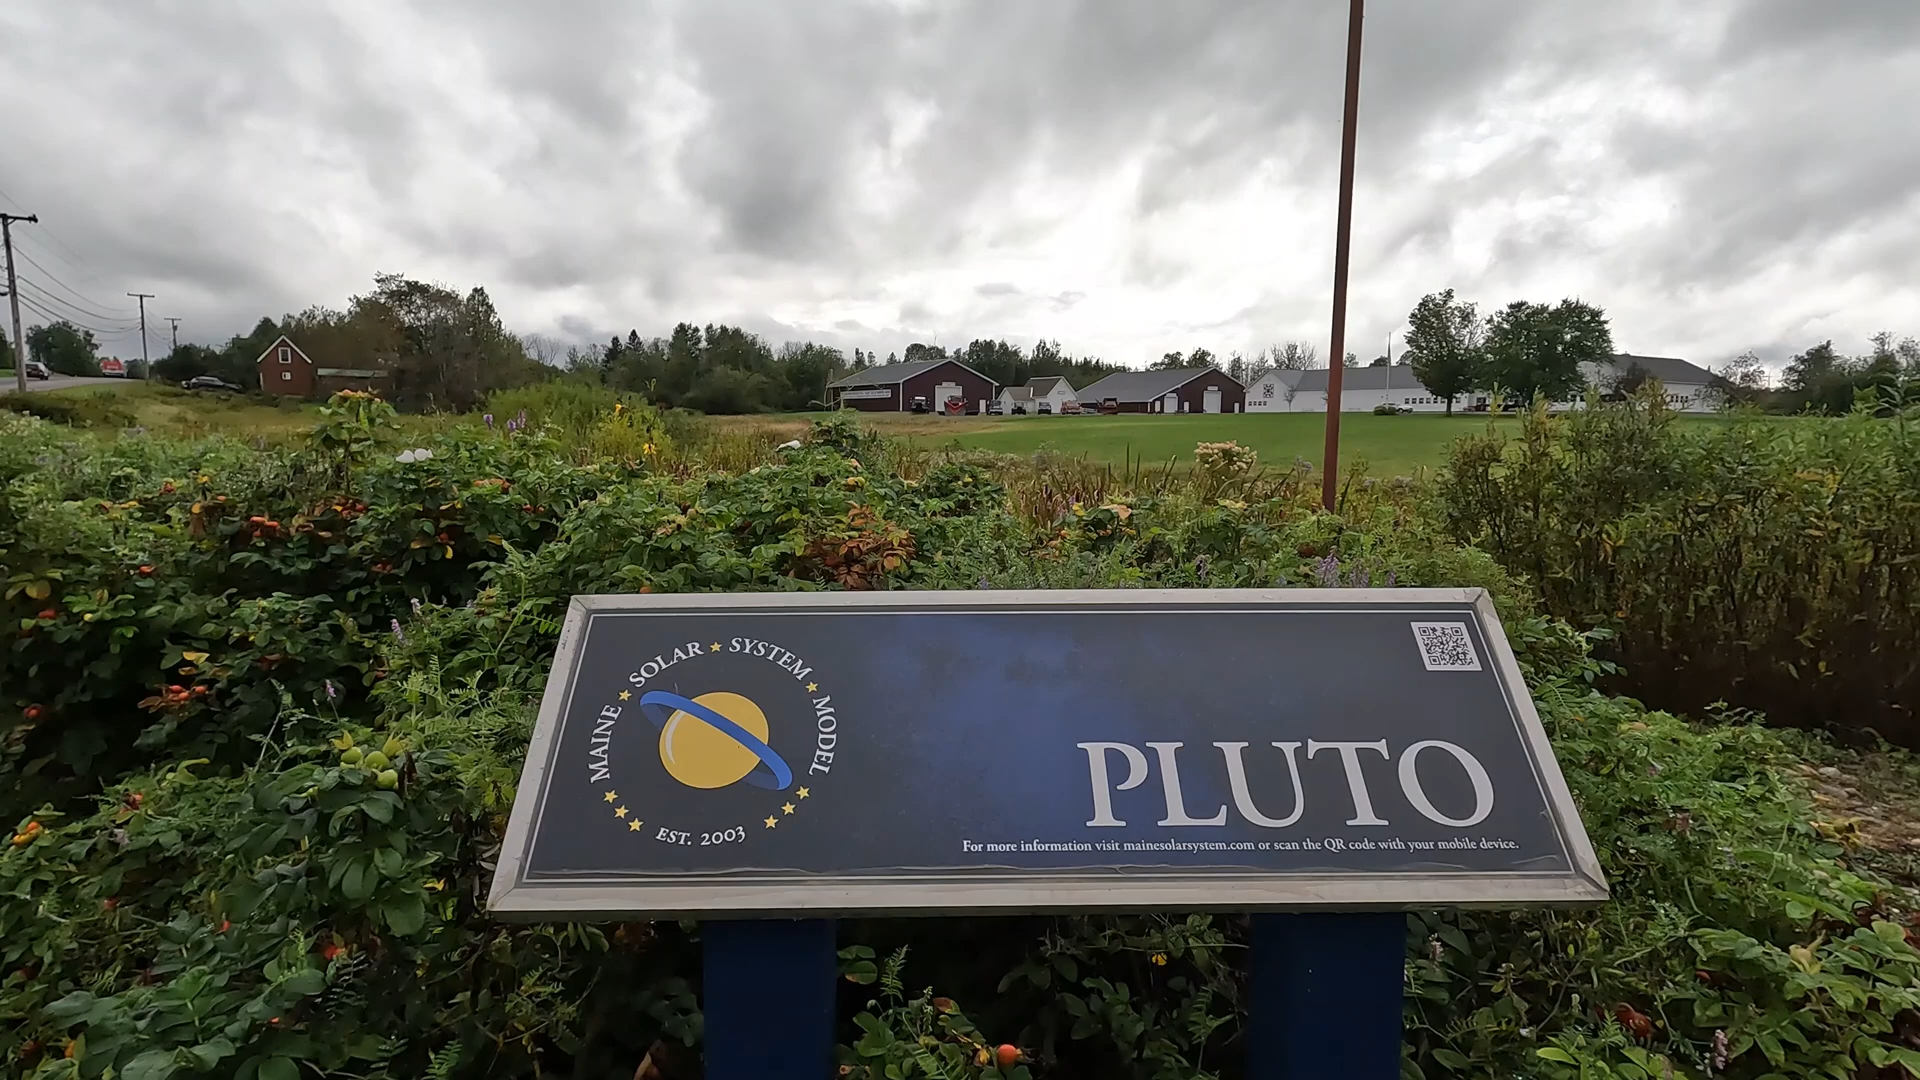 MAINE ★ SOLAR ★ SYSTEM ★ MODEL
EST. 2003
PLUTO
For more information visit mainesolarsystem.com or scan the QR code with your mobile device.